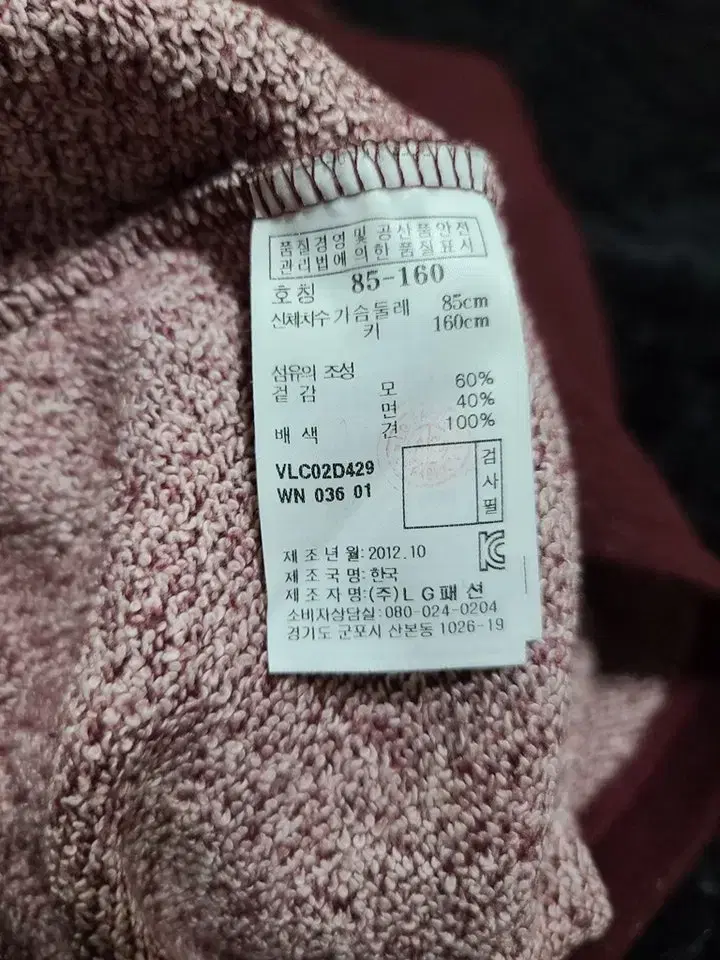 품질경영 및 공산품안전
관리법에 의한 품질표시
호칭 85-160
신체치수 가슴둘레 85cm
키 160cm
섬유의 조성
겉감 모 60%
면 40%
배색 견 100%
VLC02D429
WN 036 01
검사필
제조년월: 2012.10
제조국명: 한국
제조자명: (주)LG패션
소비자상담실: 080-024-0204
경기도 군포시 산본동 1026-19